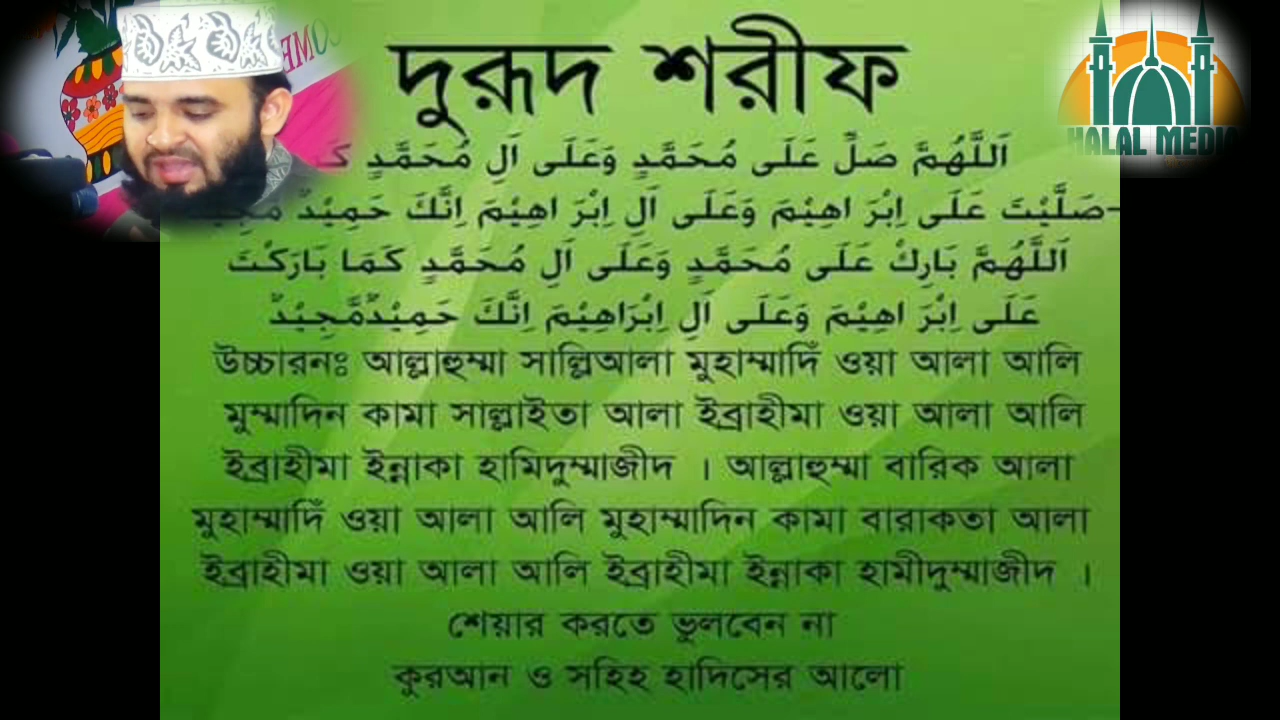 দুরূদ শরীফ
اَللَّهُمَّ صَلِّ عَلَى مُحَمَّدٍ وَعَلَى اَلِ مُحَمَّدٍ
صَلَّيْتَ عَلَى اِبْرَ اهِيْمَ وَعَلَى اَلِ اِبْرَ اهِيْمَ اِنَّكَ حَمِيْدٌ مَجِيْدٌ-
اَللَّهُمَّ بَارِكْ عَلَى مُحَمَّدٍ وَعَلَى اَلِ مُحَمَّدٍ كَمَا بَارَكْتَ
عَلَى اِبْرَ اهِيْمَ وَعَلَى اَلِ اِبْرَاهِيْمَ اِنَّكَ حَمِيْدٌمَّجِيْدٌ
উচ্চারনঃ আল্লাহুম্মা সাল্লিআলা মুহাম্মাদিঁ ওয়া আলা আলি
মুম্মাদিন কামা সাল্লাইতা আলা ইব্রাহীমা ওয়া আলা আলি
ইব্রাহীমা ইন্নাকা হামিদুম্মাজীদ । আল্লাহুম্মা বারিক আলা
মুহাম্মাদিঁ ওয়া আলা আলি মুহাম্মাদিন কামা বারাকতা আলা
ইব্রাহীমা ওয়া আলা আলি ইব্রাহীমা ইন্নাকা হামীদুম্মাজীদ ।
শেয়ার করতে ভুলবেন না
কুরআন ও সহিহ হাদিসের আলো
HALAL MEDIA